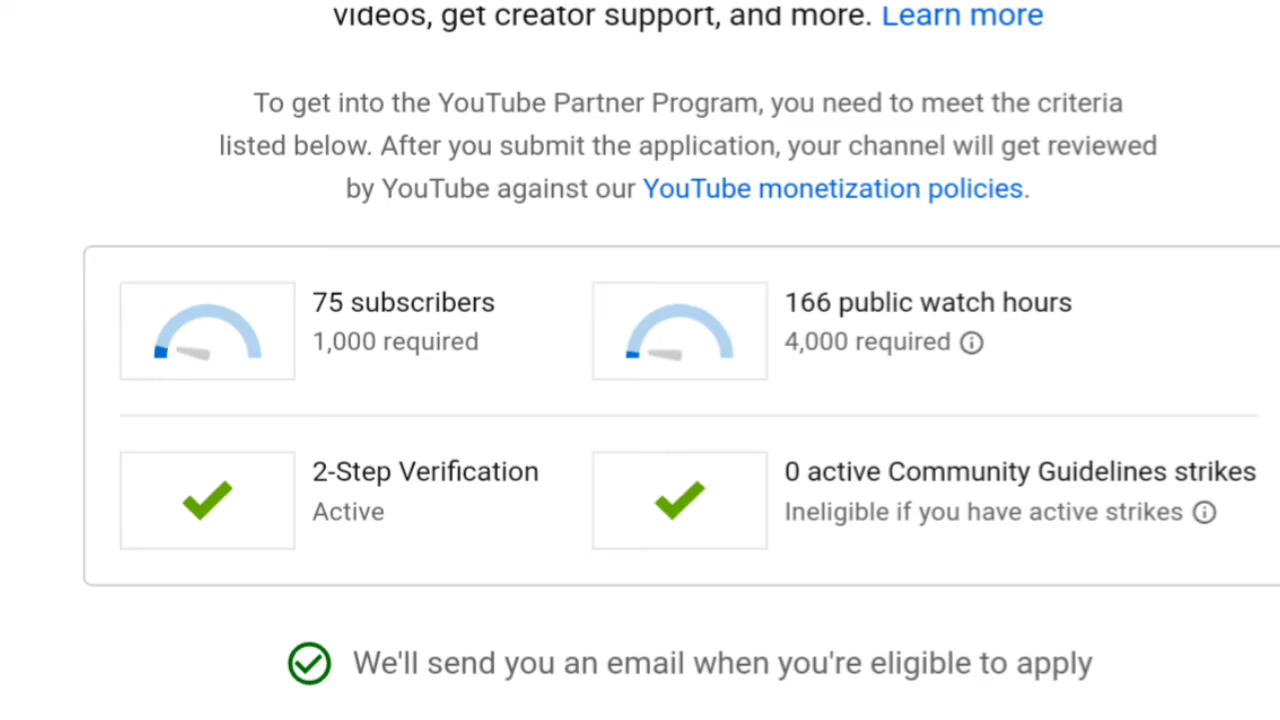 videos, get creator support, and more. Learn more
To get into the YouTube Partner Program, you need to meet the criteria
listed below. After you submit the application, your channel will get reviewed
by YouTube against our YouTube monetization policies.
75 subscribers
1,000 required
166 public watch hours
4,000 required
2-Step Verification
Active
0 active Community Guidelines strikes
Ineligible if you have active strikes
We'll send you an email when you're eligible to apply